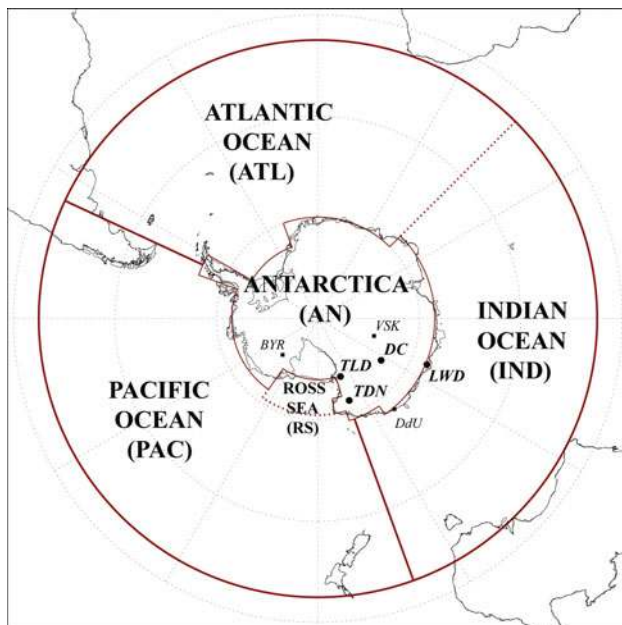 ATLANTIC
OCEAN
(ATL)
ANTARCTICA
(AN)
VSK
INDIAN
OCEAN
(IND)
BYR
DC
TLD
LWD
PACIFIC
OCEAN
(PAC)
ROSS
SEA
(RS)
TDN
DdU